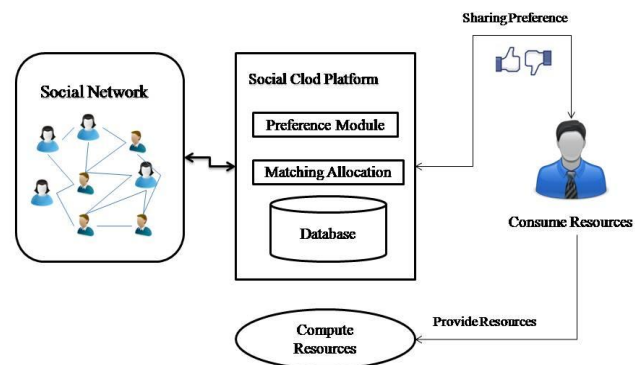 Sharing Preference
Social Network
Social Clod Platform
Preference Module
Matching Allocation
Database
Consume Resources
Provide Resources
Compute
Resources